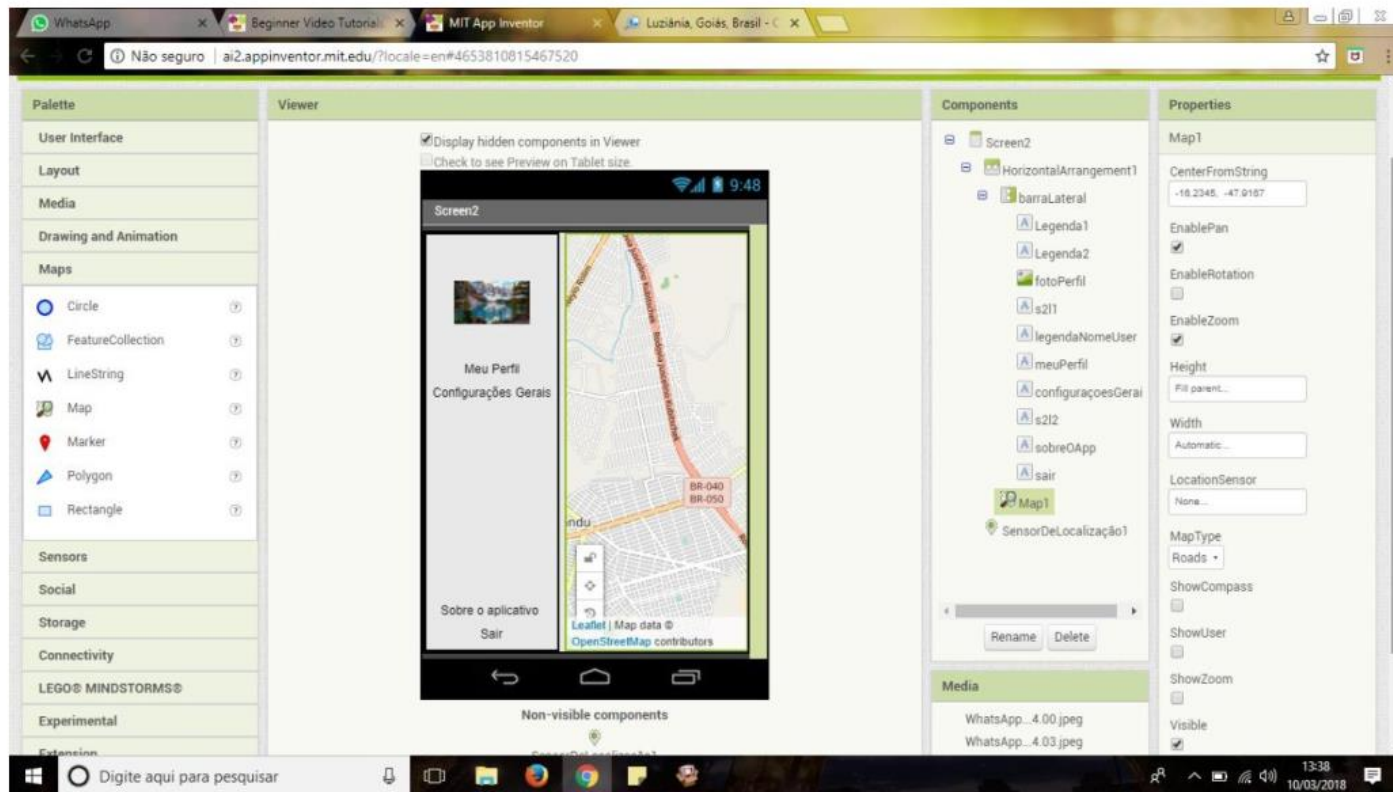 WhatsApp
Beginner Video Tutorials
MIT App Inventor
Luziânia, Goiás, Brasil - C
Não seguro | ai2.appinventor.mit.edu/?locale=en#4653810815467520
Palette
User Interface
Layout
Media
Drawing and Animation
Maps
Circle
FeatureCollection
LineString
Map
Marker
Polygon
Rectangle
Sensors
Social
Storage
Connectivity
LEGO® MINDSTORMS®
Experimental
Extension
Viewer
Display hidden components in Viewer
Check to see Preview on Tablet size.
9:48
Screen2
Meu Perfil
Configurações Gerais
Sobre o aplicativo
Sair
Rodovia Juscelino Kubitschek
BR-040
BR-050
Leaflet | Map data ©
OpenStreetMap contributors
Non-visible components
SensorDeLocalização1
Components
Screen2
HorizontalArrangement1
barraLateral
Legenda1
Legenda2
fotoPerfil
s2l1
legendaNomeUser
meuPerfil
configuraçoesGerai
s2l2
sobreOApp
sair
Map1
SensorDeLocalização1
Rename Delete
Media
WhatsApp...4.00.jpeg
WhatsApp...4.03.jpeg
Properties
Map1
CenterFromString
-16.2345, -47.9167
EnablePan
EnableRotation
EnableZoom
Height
Fill parent...
Width
Automatic...
LocationSensor
None...
MapType
Roads
ShowCompass
ShowUser
ShowZoom
Visible
Digite aqui para pesquisar
13:38
10/03/2018